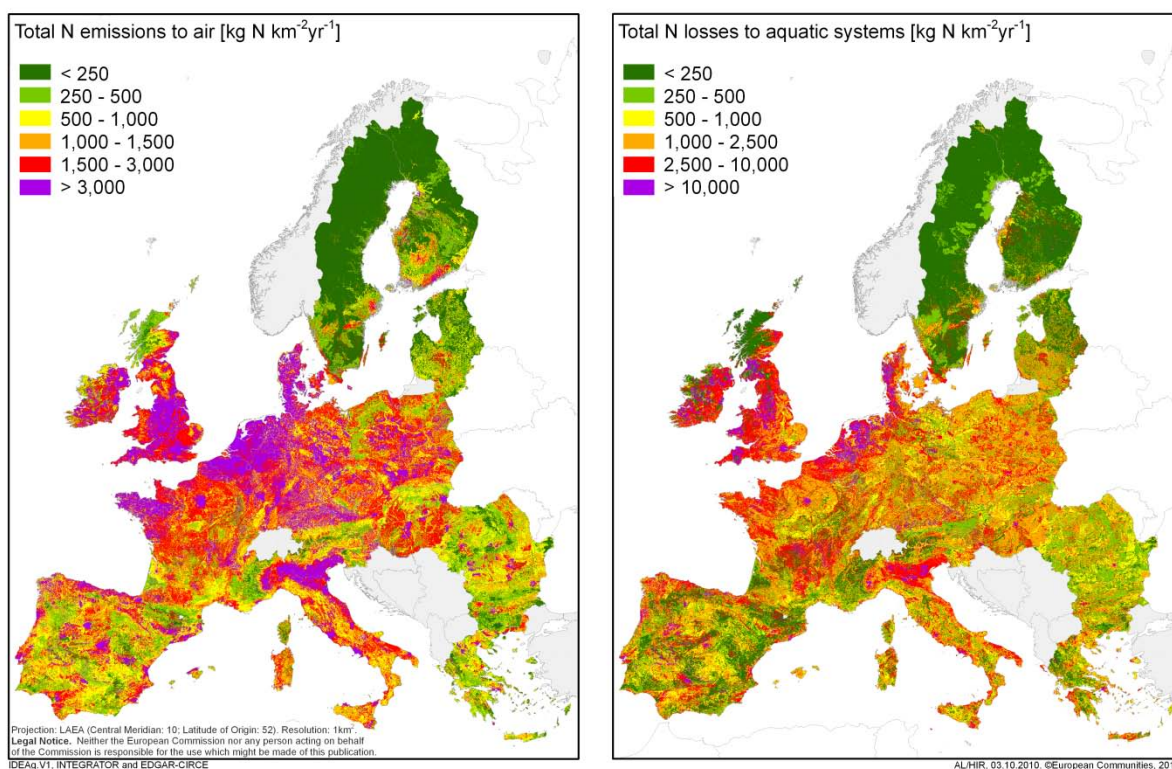 Total N emissions to air [kg N km⁻²yr⁻¹]
< 250
250 - 500
500 - 1,000
1,000 - 1,500
1,500 - 3,000
> 3,000
Projection: LAEA (Central Meridian: 10; Latitude of Origin: 52). Resolution: 1km².
Legal Notice. Neither the European Commission nor any person acting on behalf
of the Commission is responsible for the use which might be made of this publication.
IDEAg.V1, INTEGRATOR and EDGAR-CIRCE
Total N losses to aquatic systems [kg N km⁻²yr⁻¹]
< 250
250 - 500
500 - 1,000
1,000 - 2,500
2,500 - 10,000
> 10,000
AL/HIR, 03.10.2010. ©European Communities, 201